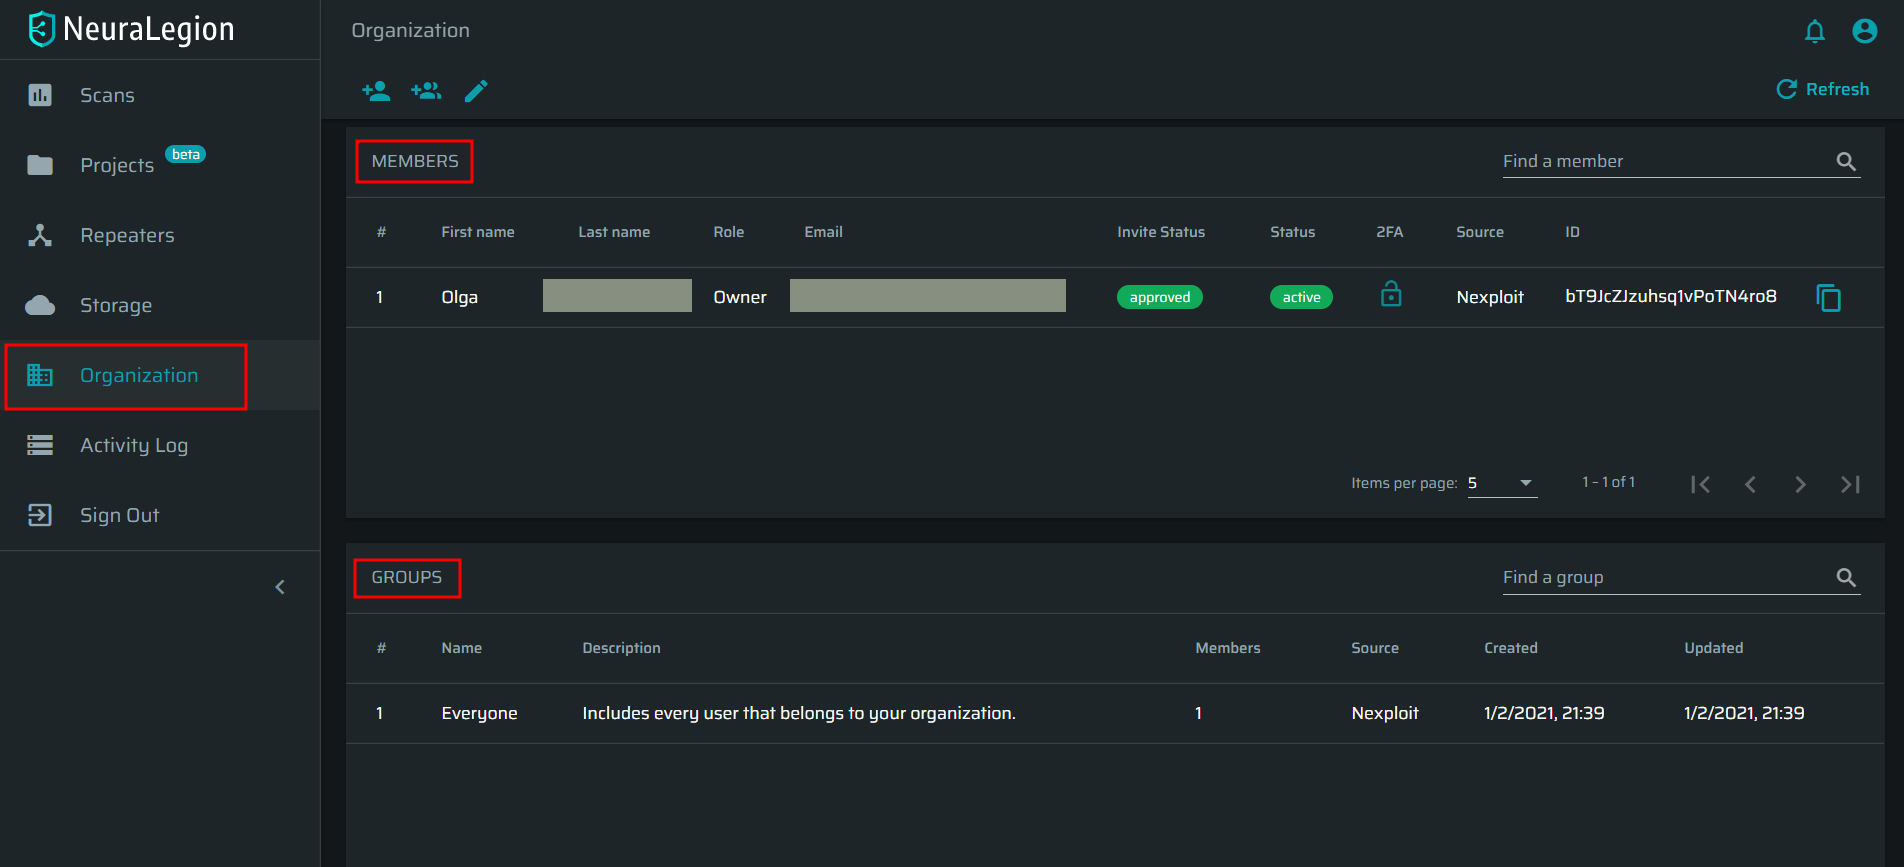 NeuraLegion
Scans
Projects beta
Repeaters
Storage
Organization
Activity Log
Sign Out
Organization
Refresh
MEMBERS
Find a member
# First name Last name Role Email Invite Status Status 2FA Source ID
1 Olga Owner approved active Nexploit bT9JcZJzuhsq1vPoTN4ro8
Items per page: 5 1 – 1 of 1
GROUPS
Find a group
# Name Description Members Source Created Updated
1 Everyone Includes every user that belongs to your organization. 1 Nexploit 1/2/2021, 21:39 1/2/2021, 21:39